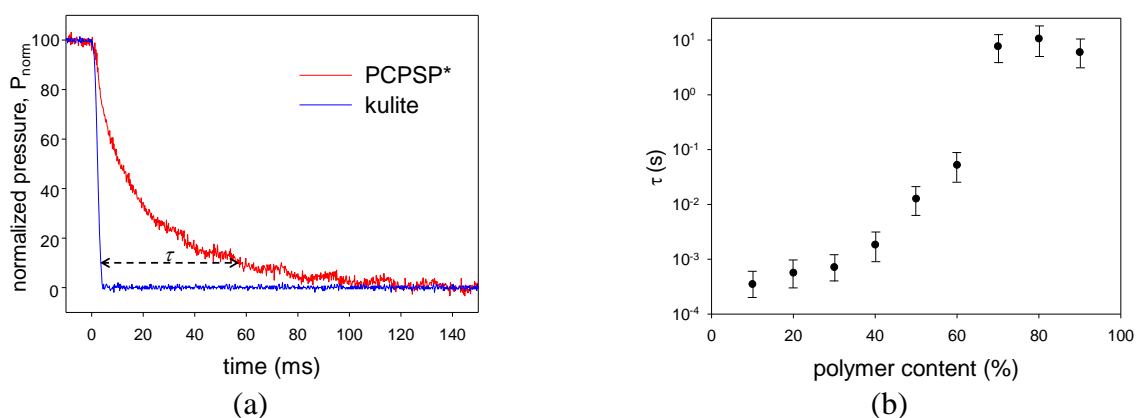 normalized pressure, P_norm
100
80
60
40
20
0
PCPSP*
kulite
τ
0 20 40 60 80 100 120 140
time (ms)
(a)
τ (s)
10¹
10⁰
10⁻¹
10⁻²
10⁻³
10⁻⁴
0 20 40 60 80 100
polymer content (%)
(b)